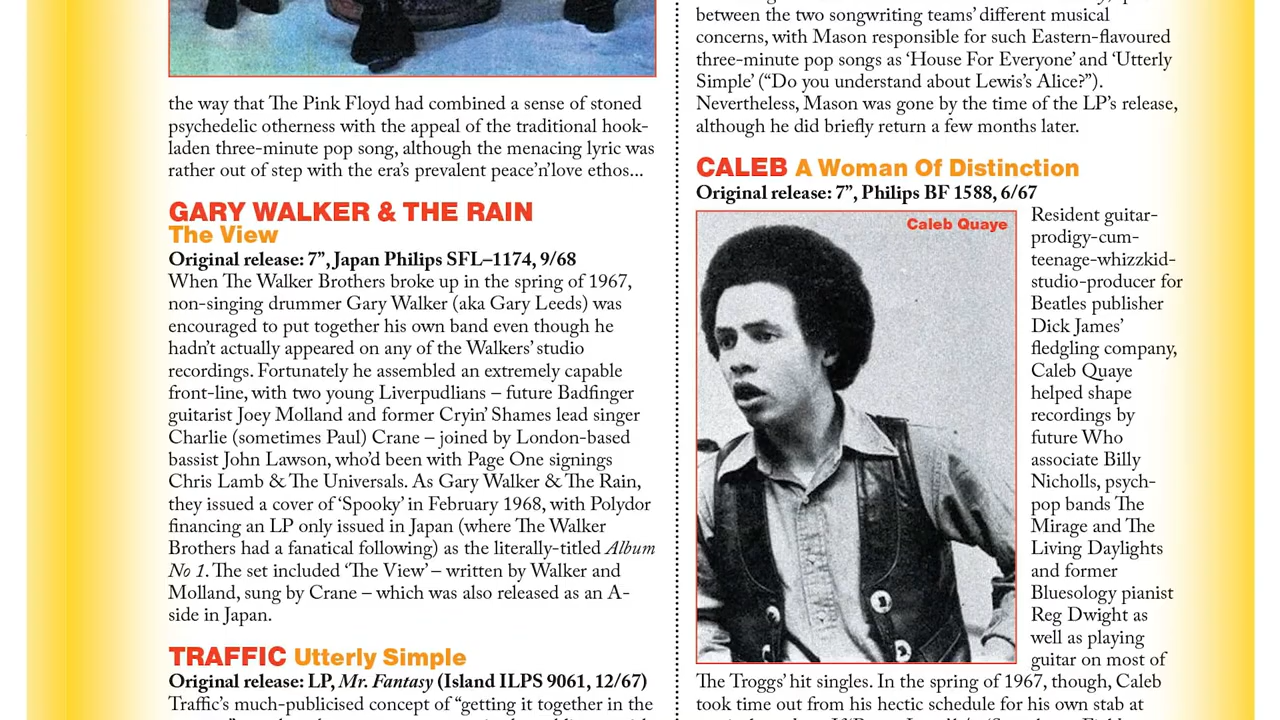 the way that The Pink Floyd had combined a sense of stoned
psychedelic otherness with the appeal of the traditional hook-
laden three-minute pop song, although the menacing lyric was
rather out of step with the era's prevalent peace'n'love ethos...
GARY WALKER & THE RAIN
The View
Original release: 7", Japan Philips SFL–1174, 9/68
When The Walker Brothers broke up in the spring of 1967,
non-singing drummer Gary Walker (aka Gary Leeds) was
encouraged to put together his own band even though he
hadn't actually appeared on any of the Walkers' studio
recordings. Fortunately he assembled an extremely capable
front-line, with two young Liverpudlians – future Badfinger
guitarist Joey Molland and former Cryin' Shames lead singer
Charlie (sometimes Paul) Crane – joined by London-based
bassist John Lawson, who'd been with Page One signings
Chris Lamb & The Universals. As Gary Walker & The Rain,
they issued a cover of 'Spooky' in February 1968, with Polydor
financing an LP only issued in Japan (where The Walker
Brothers had a fanatical following) as the literally-titled Album
No 1. The set included 'The View' – written by Walker and
Molland, sung by Crane – which was also released as an A-
side in Japan.
TRAFFIC Utterly Simple
Original release: LP, Mr. Fantasy (Island ILPS 9061, 12/67)
Traffic's much-publicised concept of "getting it together in the
between the two songwriting teams' different musical
concerns, with Mason responsible for such Eastern-flavoured
three-minute pop songs as 'House For Everyone' and 'Utterly
Simple' ("Do you understand about Lewis's Alice?").
Nevertheless, Mason was gone by the time of the LP's release,
although he did briefly return a few months later.
CALEB A Woman Of Distinction
Original release: 7", Philips BF 1588, 6/67
Caleb Quaye
Resident guitar-
prodigy-cum-
teenage-whizzkid-
studio-producer for
Beatles publisher
Dick James'
fledgling company,
Caleb Quaye
helped shape
recordings by
future Who
associate Billy
Nicholls, psych-
pop bands The
Mirage and The
Living Daylights
and former
Bluesology pianist
Reg Dwight as
well as playing
guitar on most of
The Troggs' hit singles. In the spring of 1967, though, Caleb
took time out from his hectic schedule for his own stab at